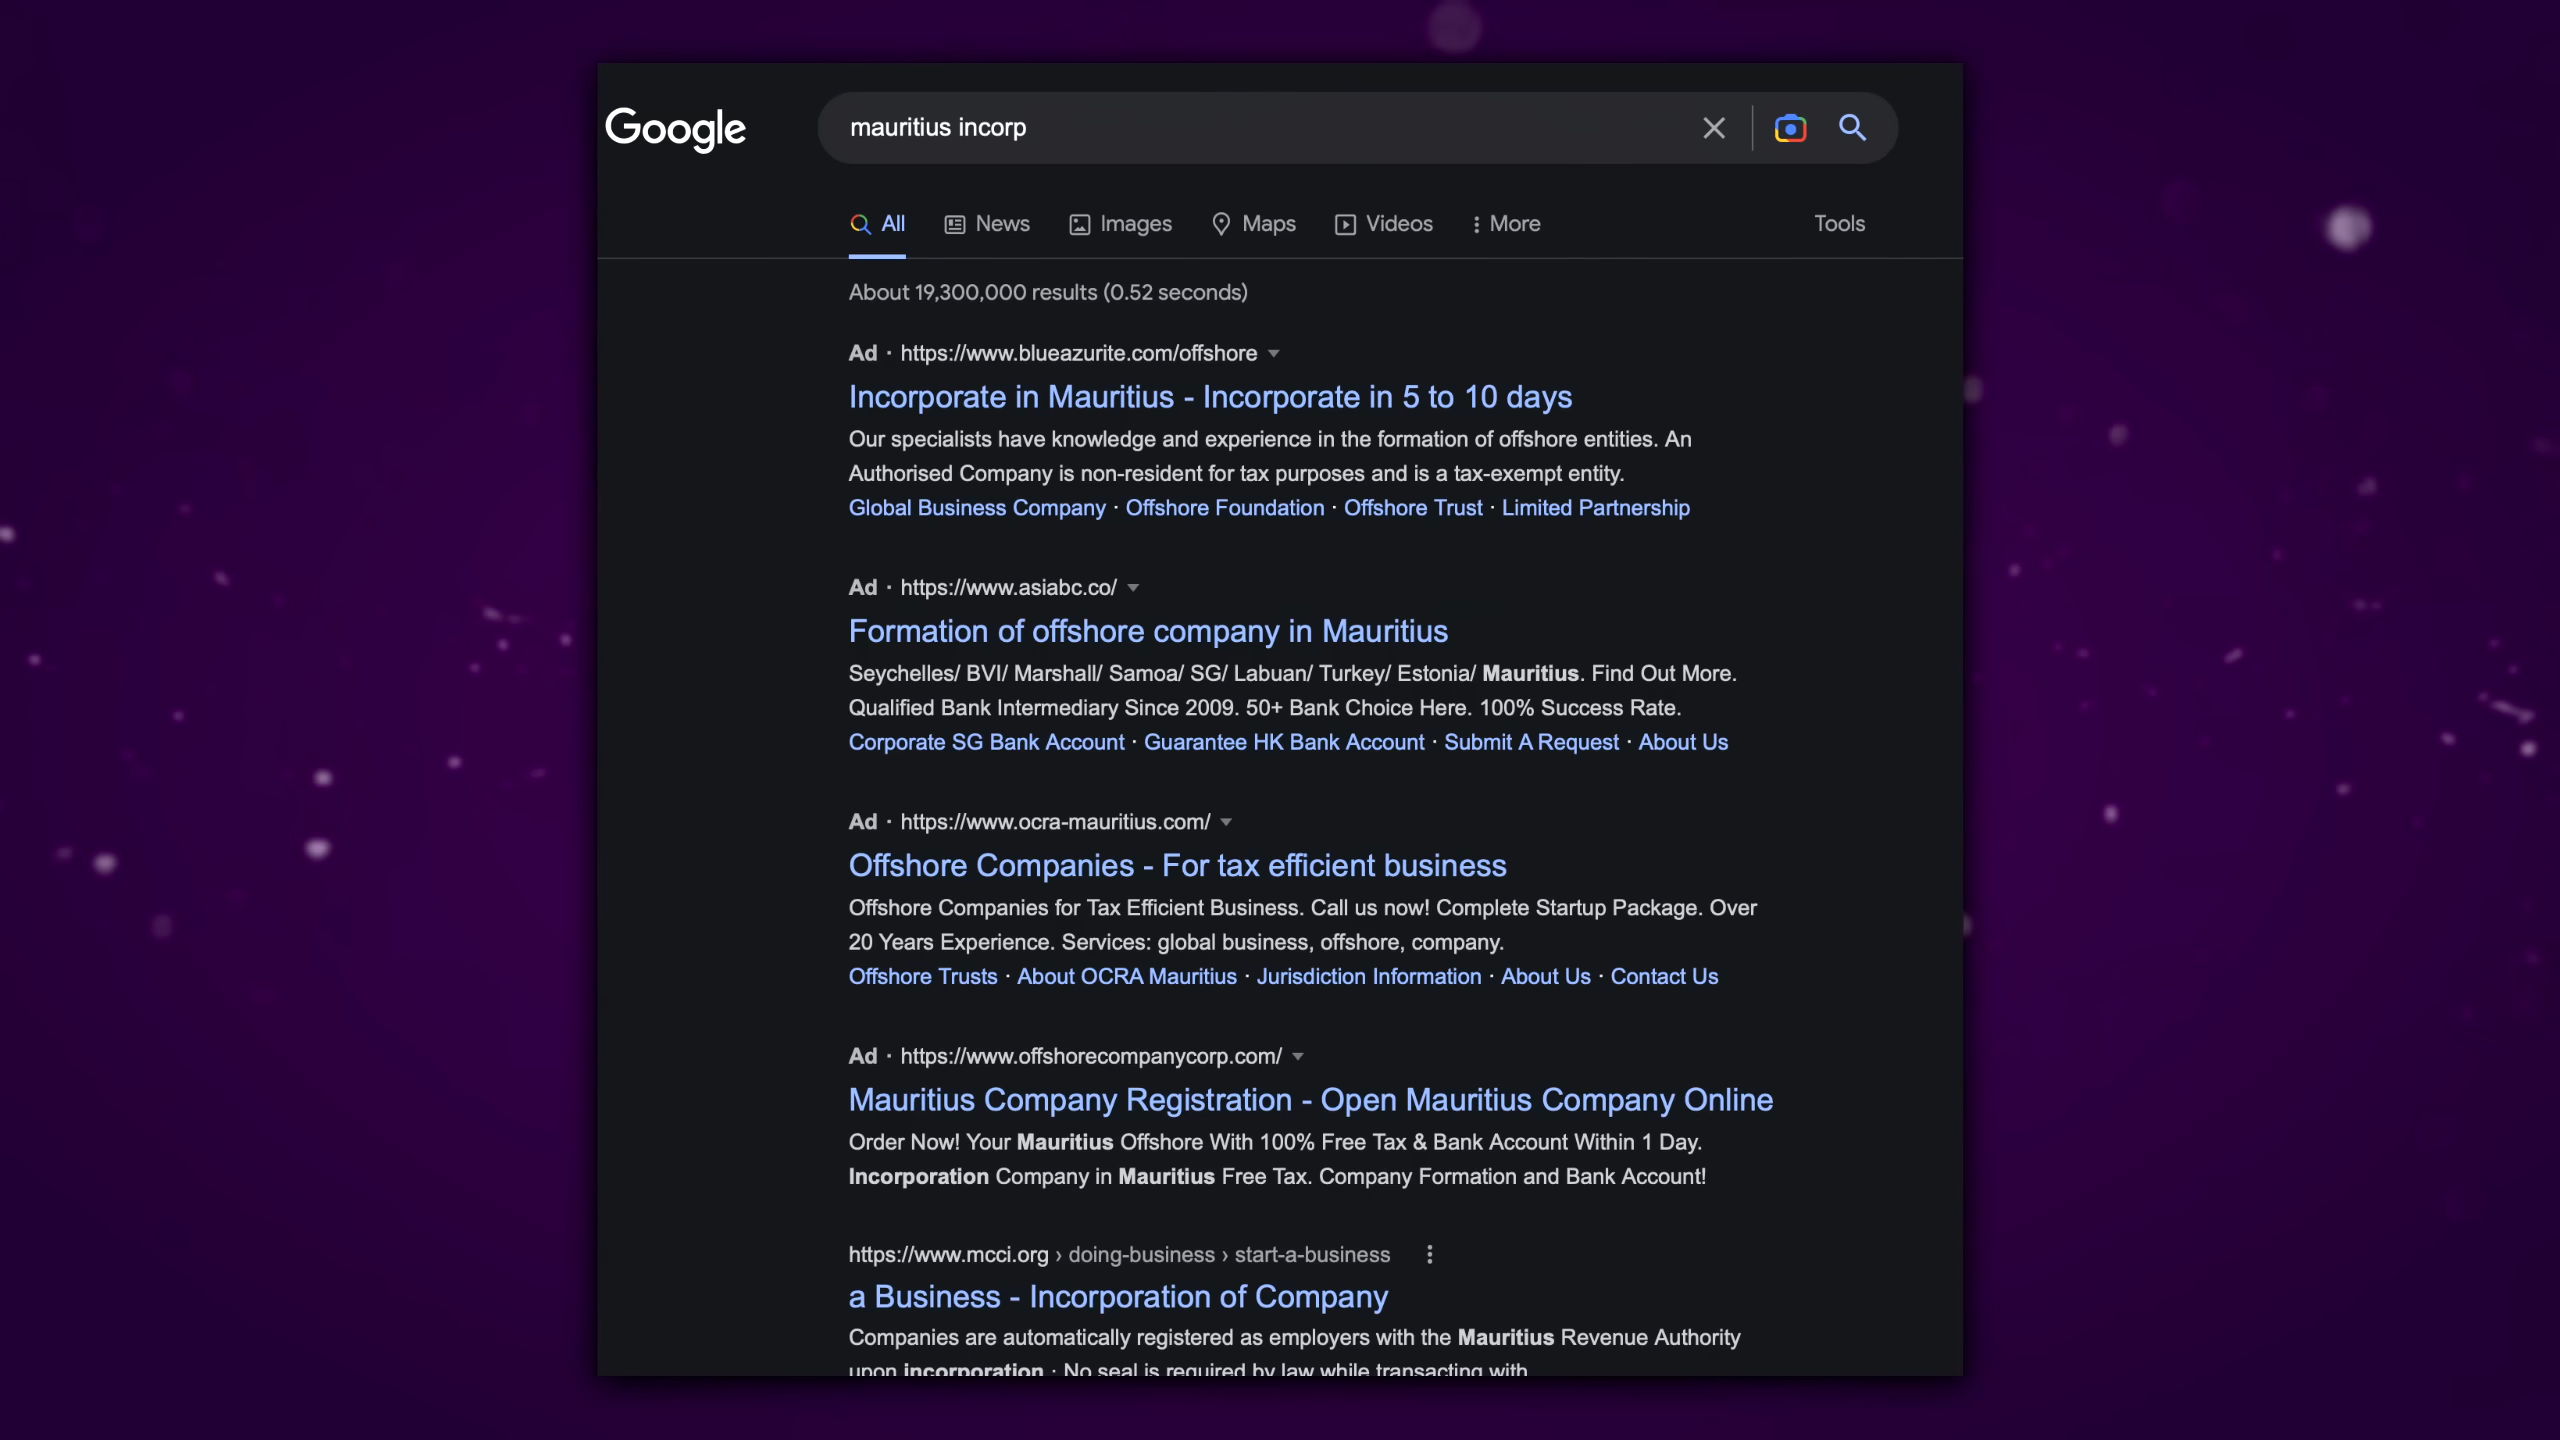 Google
mauritius incorp
All News Images Maps Videos More Tools
About 19,300,000 results (0.52 seconds)
Ad · https://www.blueazurite.com/offshore
Incorporate in Mauritius - Incorporate in 5 to 10 days
Our specialists have knowledge and experience in the formation of offshore entities. An
Authorised Company is non-resident for tax purposes and is a tax-exempt entity.
Global Business Company · Offshore Foundation · Offshore Trust · Limited Partnership
Ad · https://www.asiabc.co/
Formation of offshore company in Mauritius
Seychelles/ BVI/ Marshall/ Samoa/ SG/ Labuan/ Turkey/ Estonia/ Mauritius. Find Out More.
Qualified Bank Intermediary Since 2009. 50+ Bank Choice Here. 100% Success Rate.
Corporate SG Bank Account · Guarantee HK Bank Account · Submit A Request · About Us
Ad · https://www.ocra-mauritius.com/
Offshore Companies - For tax efficient business
Offshore Companies for Tax Efficient Business. Call us now! Complete Startup Package. Over
20 Years Experience. Services: global business, offshore, company.
Offshore Trusts · About OCRA Mauritius · Jurisdiction Information · About Us · Contact Us
Ad · https://www.offshorecompanycorp.com/
Mauritius Company Registration - Open Mauritius Company Online
Order Now! Your Mauritius Offshore With 100% Free Tax & Bank Account Within 1 Day.
Incorporation Company in Mauritius Free Tax. Company Formation and Bank Account!
https://www.mcci.org › doing-business › start-a-business
a Business - Incorporation of Company
Companies are automatically registered as employers with the Mauritius Revenue Authority
upon incorporation · No seal is required by law while transacting with